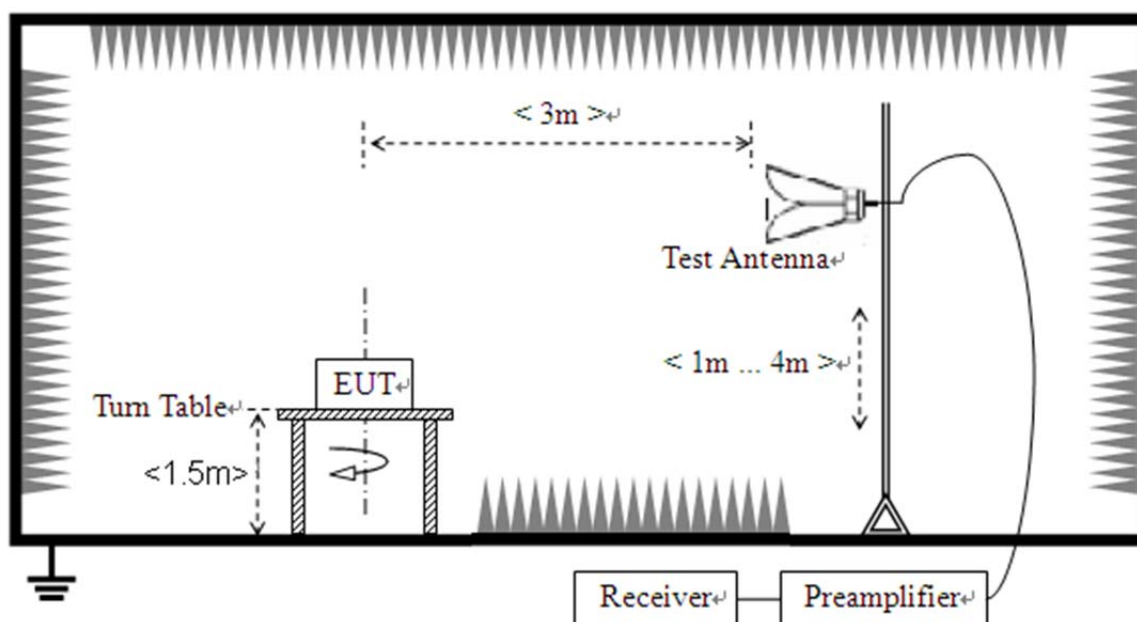 < 3m >↵
Test Antenna↵
< 1m ... 4m >↵
EUT↵
Turn Table↵
<1.5m>↵
Receiver↵
Preamplifier↵